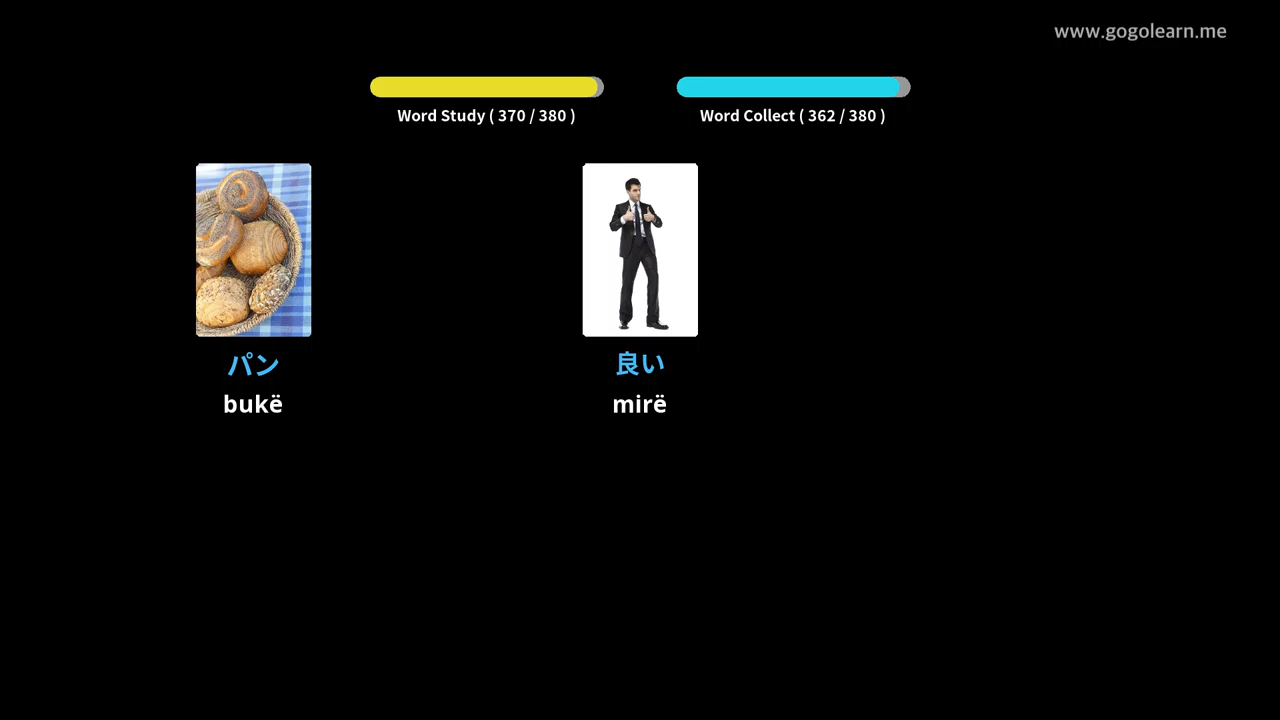 www.gogolearn.me
Word Study ( 370 / 380 )
Word Collect ( 362 / 380 )
パン
bukë
良い
mirë